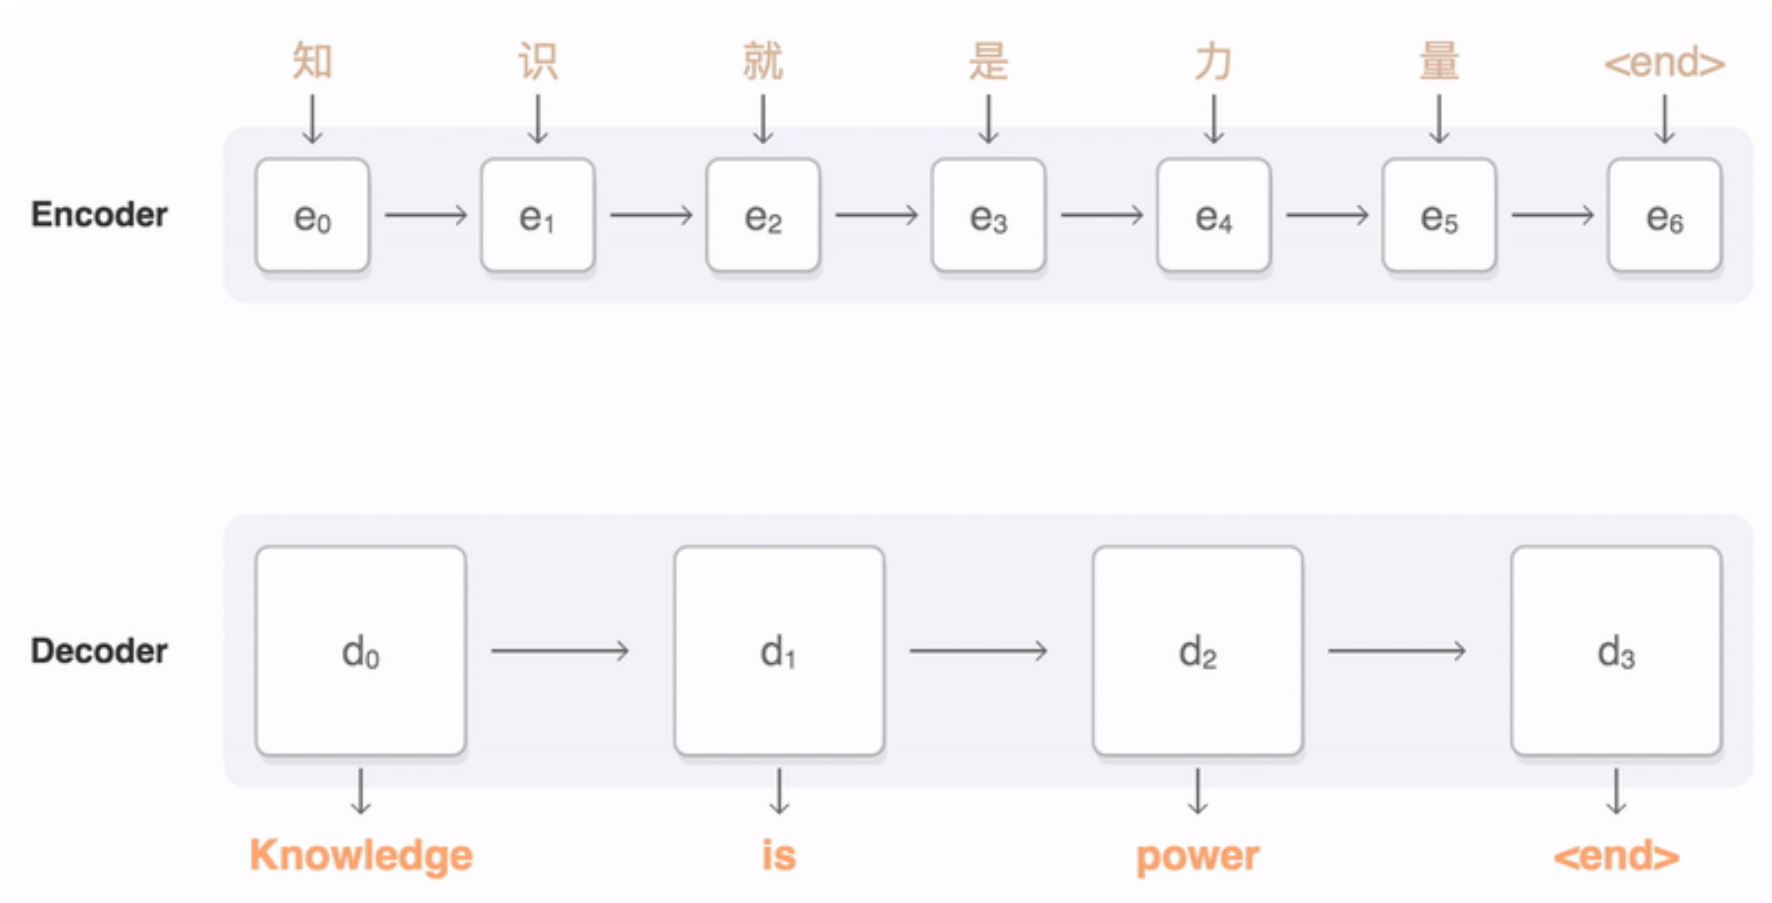 知 识 就 是 力 量 <end>
Encoder e₀ e₁ e₂ e₃ e₄ e₅ e₆
Decoder d₀ d₁ d₂ d₃
Knowledge is power <end>